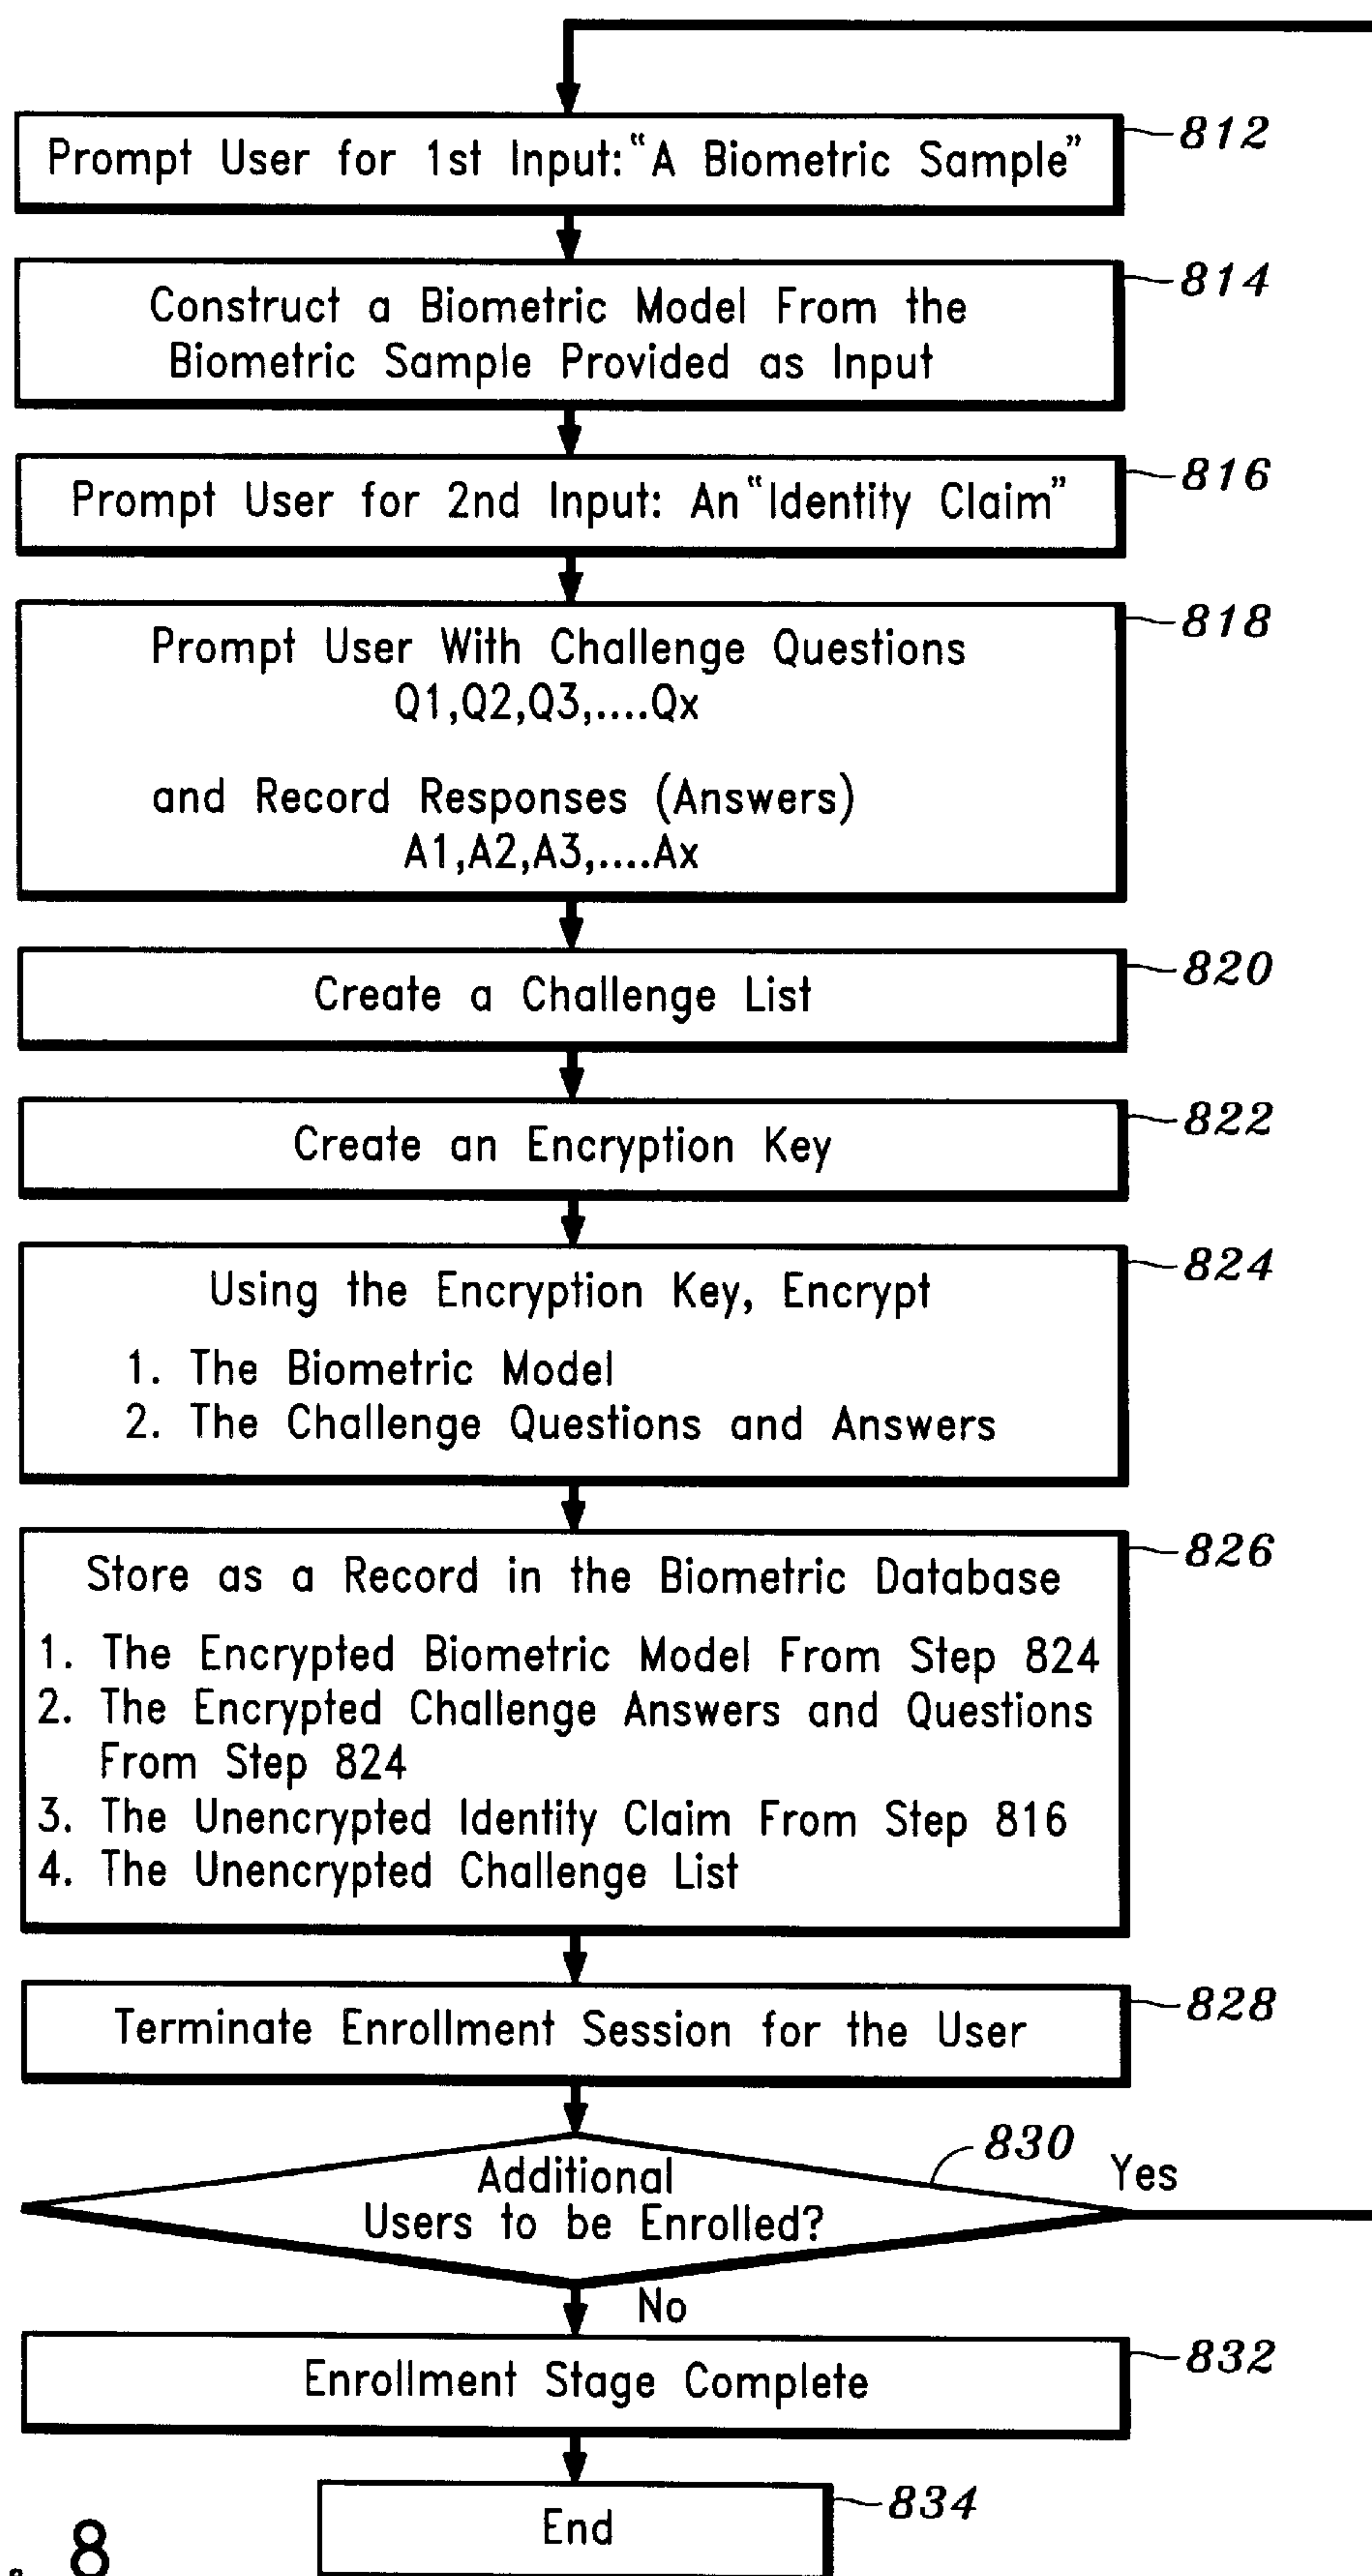 Prompt User for 1st Input:“A Biometric Sample”
812
Construct a Biometric Model From the
Biometric Sample Provided as Input
814
Prompt User for 2nd Input: An“Identity Claim”
816
Prompt User With Challenge Questions
Q1,Q2,Q3,....Qx
and Record Responses (Answers)
A1,A2,A3,....Ax
818
Create a Challenge List
820
Create an Encryption Key
822
Using the Encryption Key, Encrypt
1. The Biometric Model
2. The Challenge Questions and Answers
824
Store as a Record in the Biometric Database
1. The Encrypted Biometric Model From Step 824
2. The Encrypted Challenge Answers and Questions
From Step 824
3. The Unencrypted Identity Claim From Step 816
4. The Unencrypted Challenge List
826
Terminate Enrollment Session for the User
828
Additional
Users to be Enrolled?
830
Yes
No
Enrollment Stage Complete
832
End
834
8